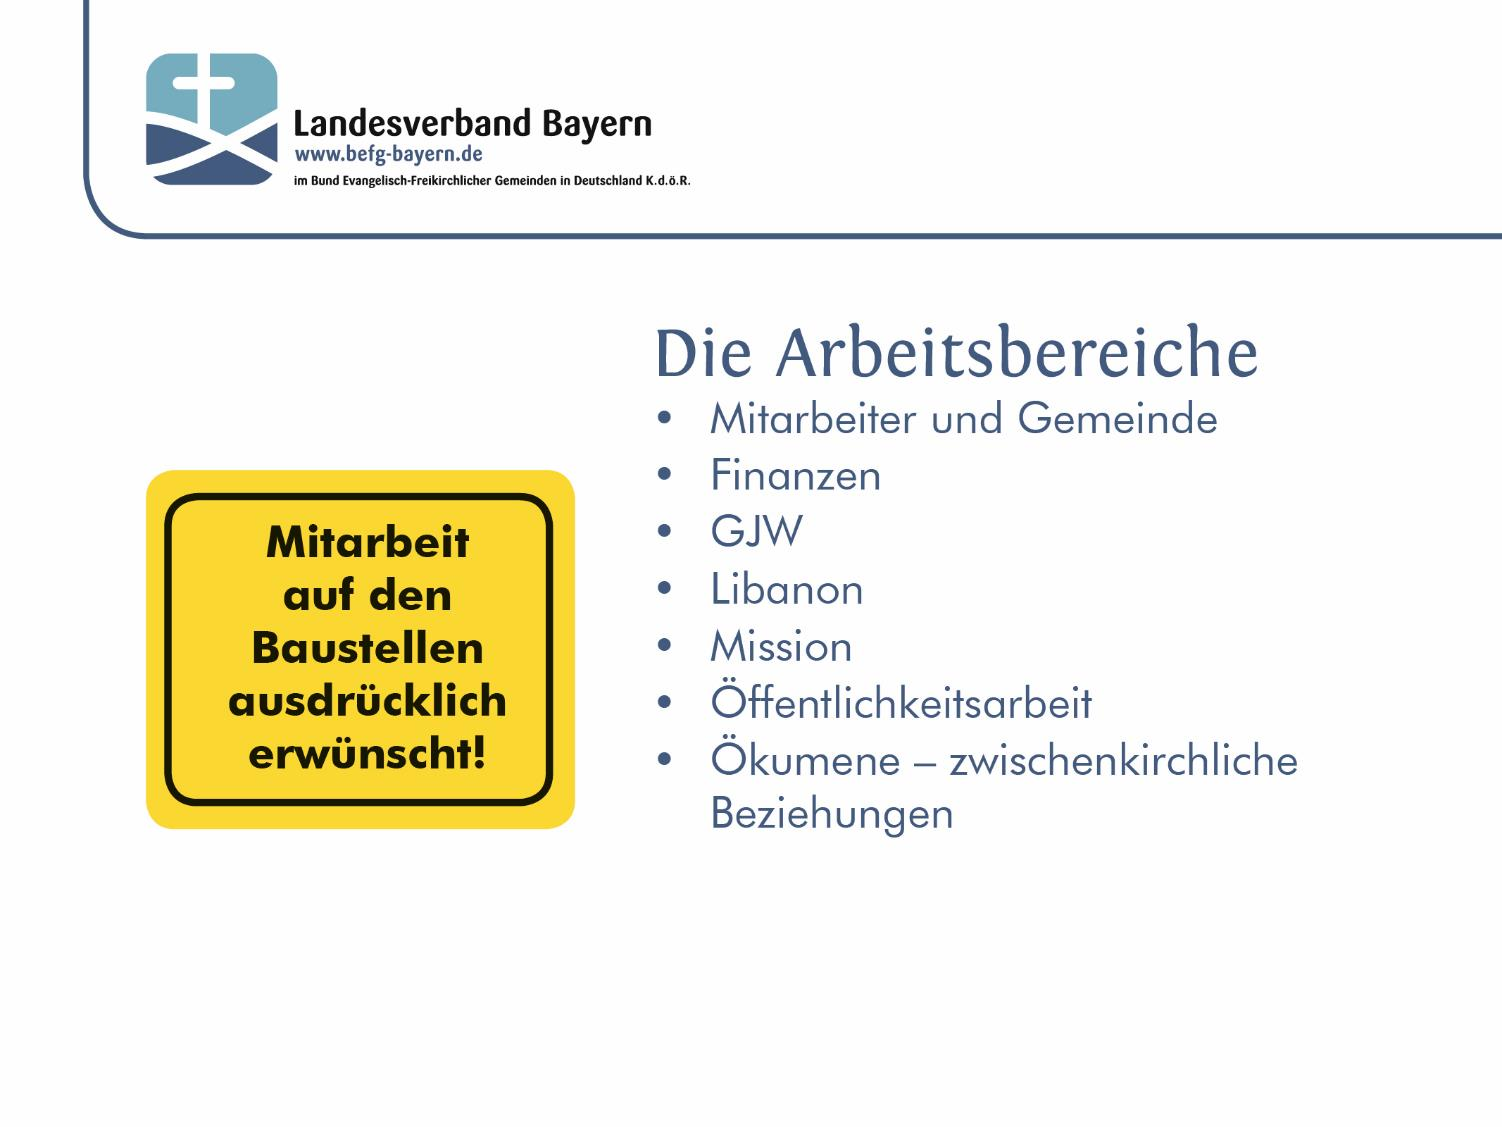 Landesverband Bayern
www.befg-bayern.de
im Bund Evangelisch-Freikirchlicher Gemeinden in Deutschland K.d.ö.R.
Die Arbeitsbereiche
• Mitarbeiter und Gemeinde
• Finanzen
• GJW
• Libanon
• Mission
• Öffentlichkeitsarbeit
• Ökumene – zwischenkirchliche
Beziehungen
Mitarbeit
auf den
Baustellen
ausdrücklich
erwünscht!